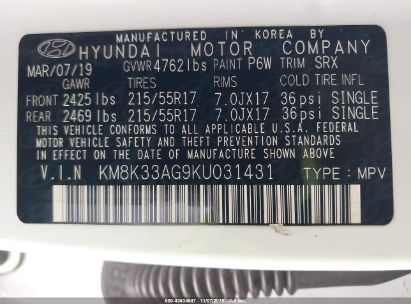 MANUFACTURED IN KOREA BY
HYUNDAI MOTOR COMPANY
MAR/07/19 GVWR 4762lbs PAINT P6W TRIM SRX
GAWR TIRES RIMS COLD TIRE INFL
FRONT 2425lbs 215/55R17 7.0JX17 36psi SINGLE
REAR 2469lbs 215/55R17 7.0JX17 36psi SINGLE
THIS VEHICLE CONFORMS TO ALL APPLICABLE U.S. FEDERAL
MOTOR VEHICLE SAFETY AND THEFT PREVENTION STANDARDS
IN EFFECT ON THE DATE OF MANUFACTURE SHOWN ABOVE.
V.I.N KM8K33AG9KU031431 TYPE: MPV